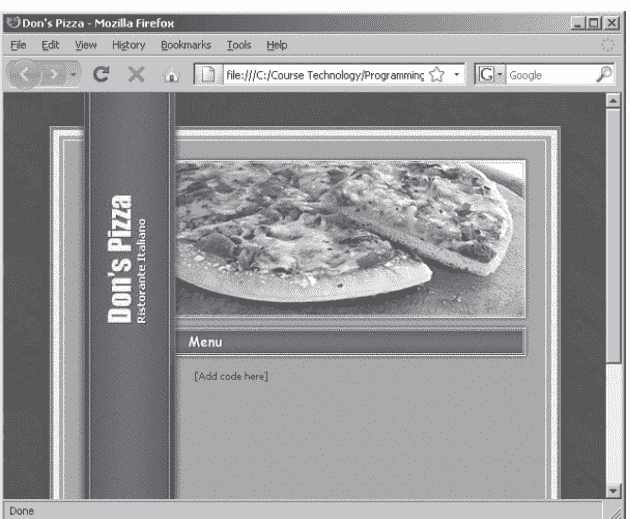 Don's Pizza - Mozilla Firefox
File Edit View History Bookmarks Tools Help
file:///C:/Course Technology/Programming
G Google
Don's Pizza
Ristorante Italiano
Menu
[Add code here]
Done